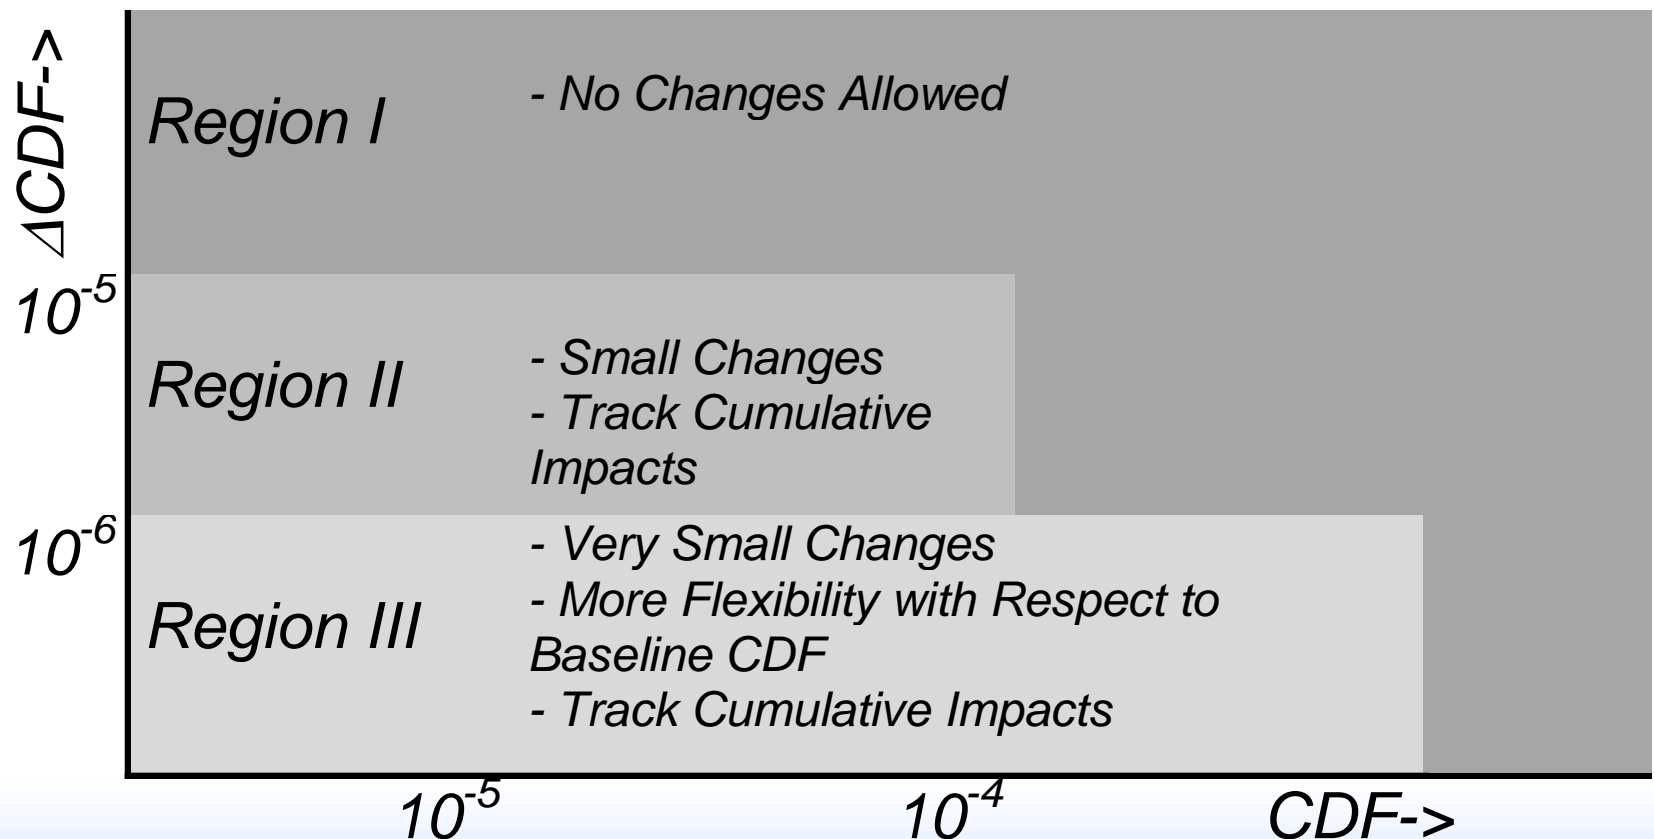 ΔCDF->
Region I
- No Changes Allowed
10^-5
Region II
- Small Changes
- Track Cumulative
Impacts
10^-6
Region III
- Very Small Changes
- More Flexibility with Respect to
Baseline CDF
- Track Cumulative Impacts
10^-5
10^-4
CDF->